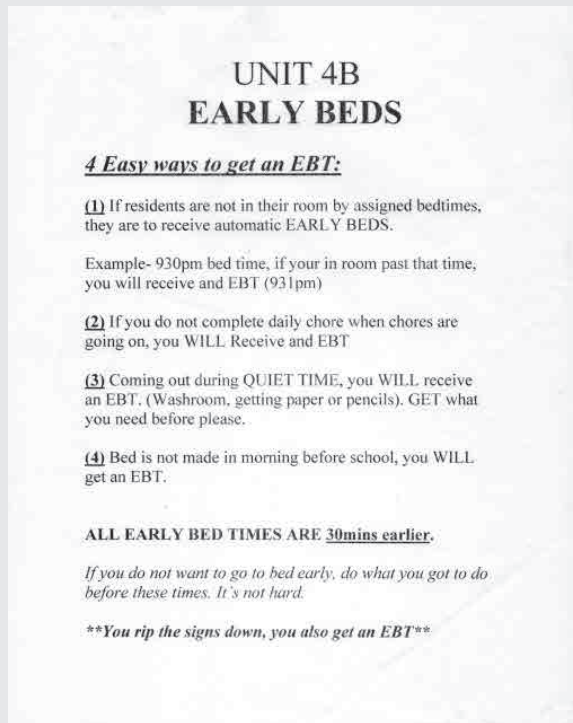 UNIT 4B
EARLY BEDS
4 Easy ways to get an EBT:
(1) If residents are not in their room by assigned bedtimes,
they are to receive automatic EARLY BEDS.
Example- 930pm bed time, if your in room past that time,
you will receive and EBT (931pm)
(2) If you do not complete daily chore when chores are
going on, you WILL Receive and EBT
(3) Coming out during QUIET TIME, you WILL receive
an EBT. (Washroom, getting paper or pencils). GET what
you need before please.
(4) Bed is not made in morning before school, you WILL
get an EBT.
ALL EARLY BED TIMES ARE 30mins earlier.
If you do not want to go to bed early, do what you got to do
before these times. It's not hard.
**You rip the signs down, you also get an EBT**